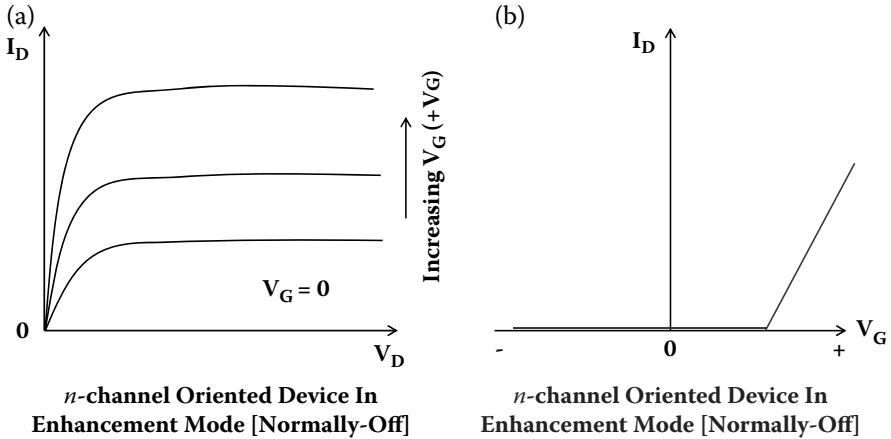 (a)
I_D
Increasing V_G (+VG)
V_G = 0
0
V_D
n-channel Oriented Device In
Enhancement Mode [Normally-Off]
(b)
I_D
V_G
-
0
+
n-channel Oriented Device In
Enhancement Mode [Normally-Off]